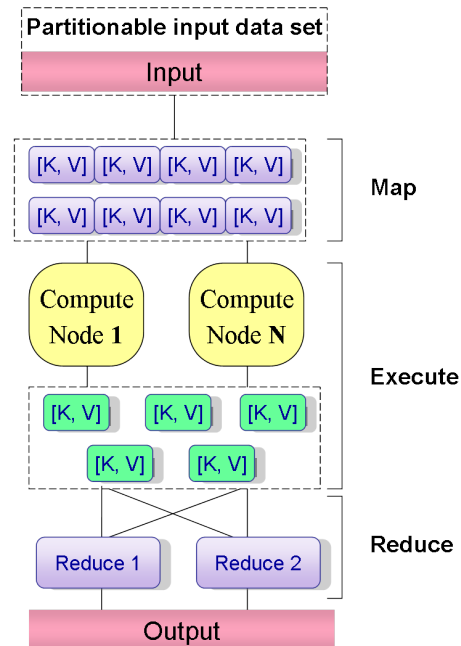 Partitionable input data set
Input
[K, V] [K, V] [K, V] [K, V]
Map
[K, V] [K, V] [K, V] [K, V]
Compute
Node 1
Compute
Node N
Execute
[K, V] [K, V] [K, V]
[K, V] [K, V]
Reduce
Reduce 1
Reduce 2
Output